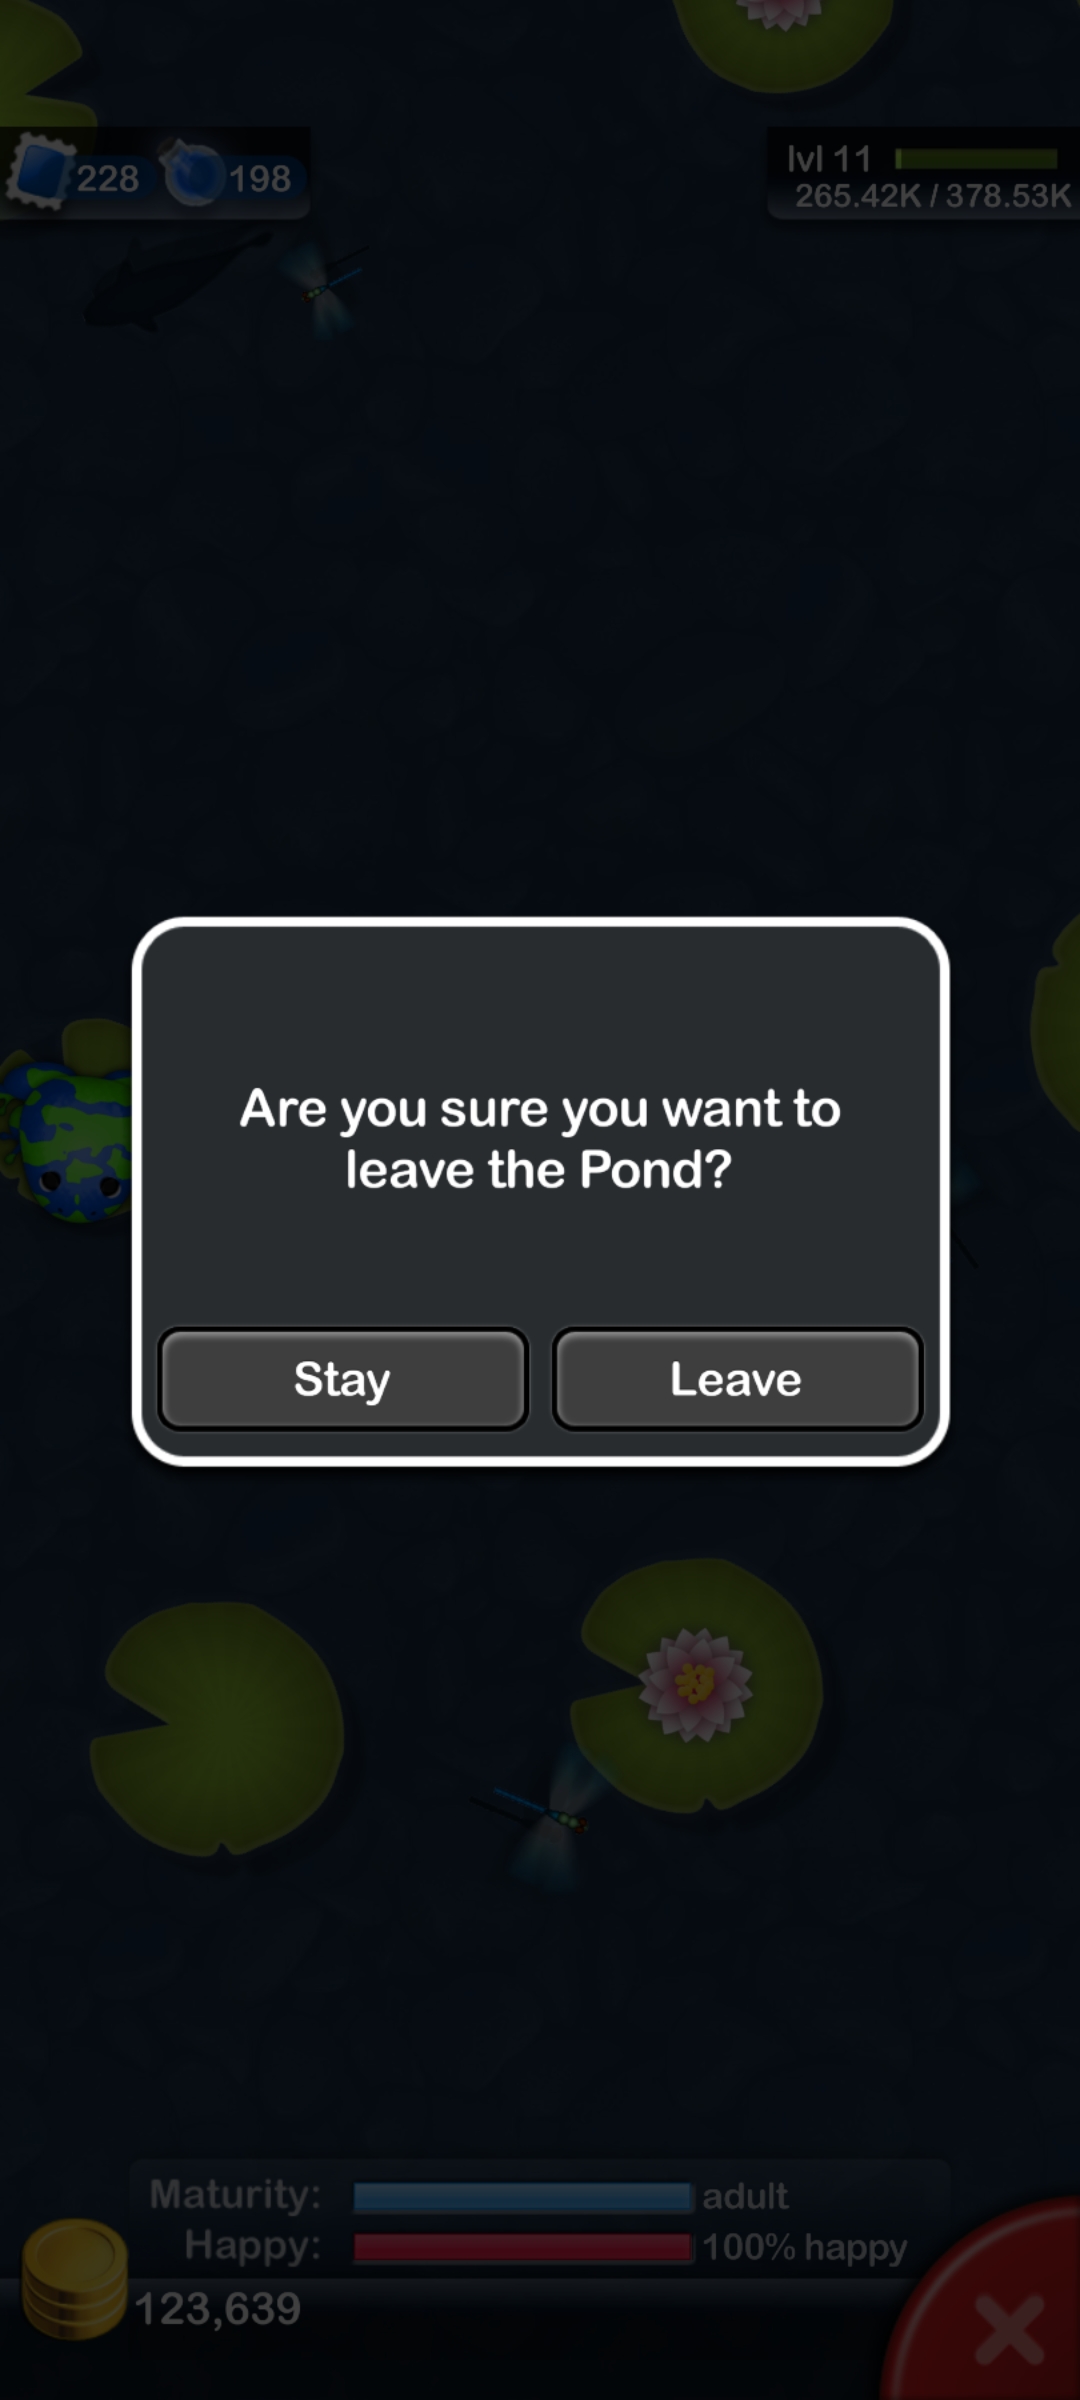 228 198
lvl 11
265.42K / 378.53K
Are you sure you want to
leave the Pond?
Stay Leave
Maturity: adult
Happy: 100% happy
123,639